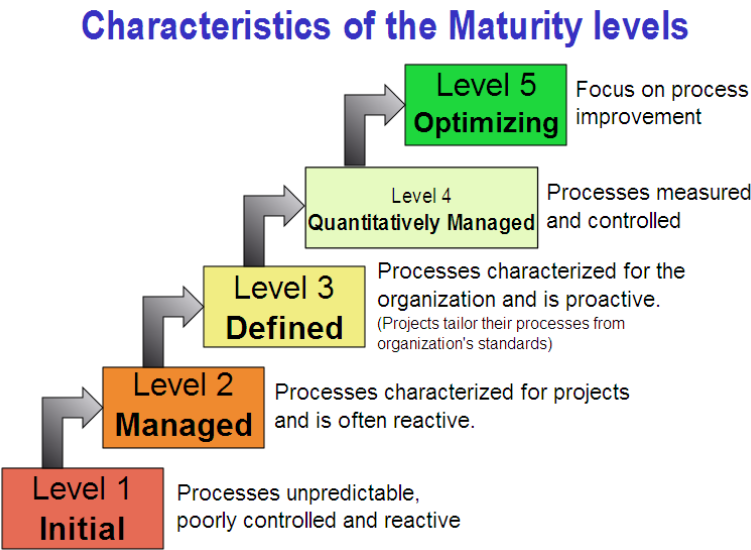 Characteristics of the Maturity levels
Level 5
Optimizing
Focus on process
improvement
Level 4
Quantitatively Managed
Processes measured
and controlled
Level 3
Defined
Processes characterized for the
organization and is proactive.
(Projects tailor their processes from
organization's standards)
Level 2
Managed
Processes characterized for projects
and is often reactive.
Level 1
Initial
Processes unpredictable,
poorly controlled and reactive